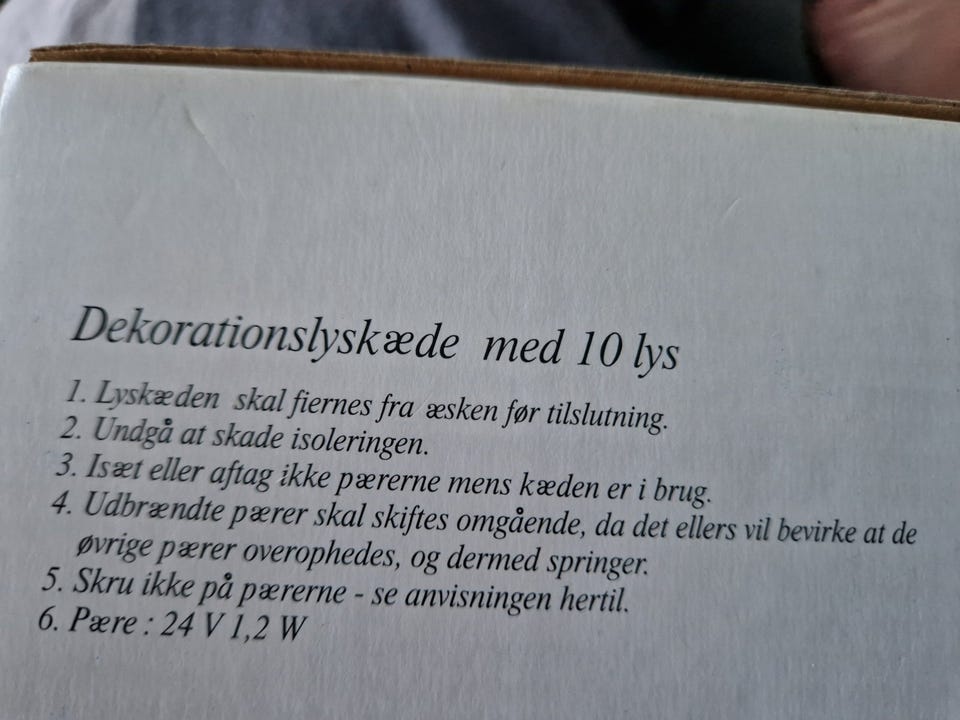 Dekorationslyskæde med 10 lys
1. Lyskæden skal fiernes fra æsken før tilslutning.
2. Undgå at skade isoleringen.
3. Isæt eller aftag ikke pærerne mens kæden er i brug.
4. Udbrændte pærer skal skiftes omgående, da det ellers vil bevirke at de
øvrige pærer overophedes, og dermed springer.
5. Skru ikke på pærerne - se anvisningen hertil.
6. Pære : 24 V 1,2 W